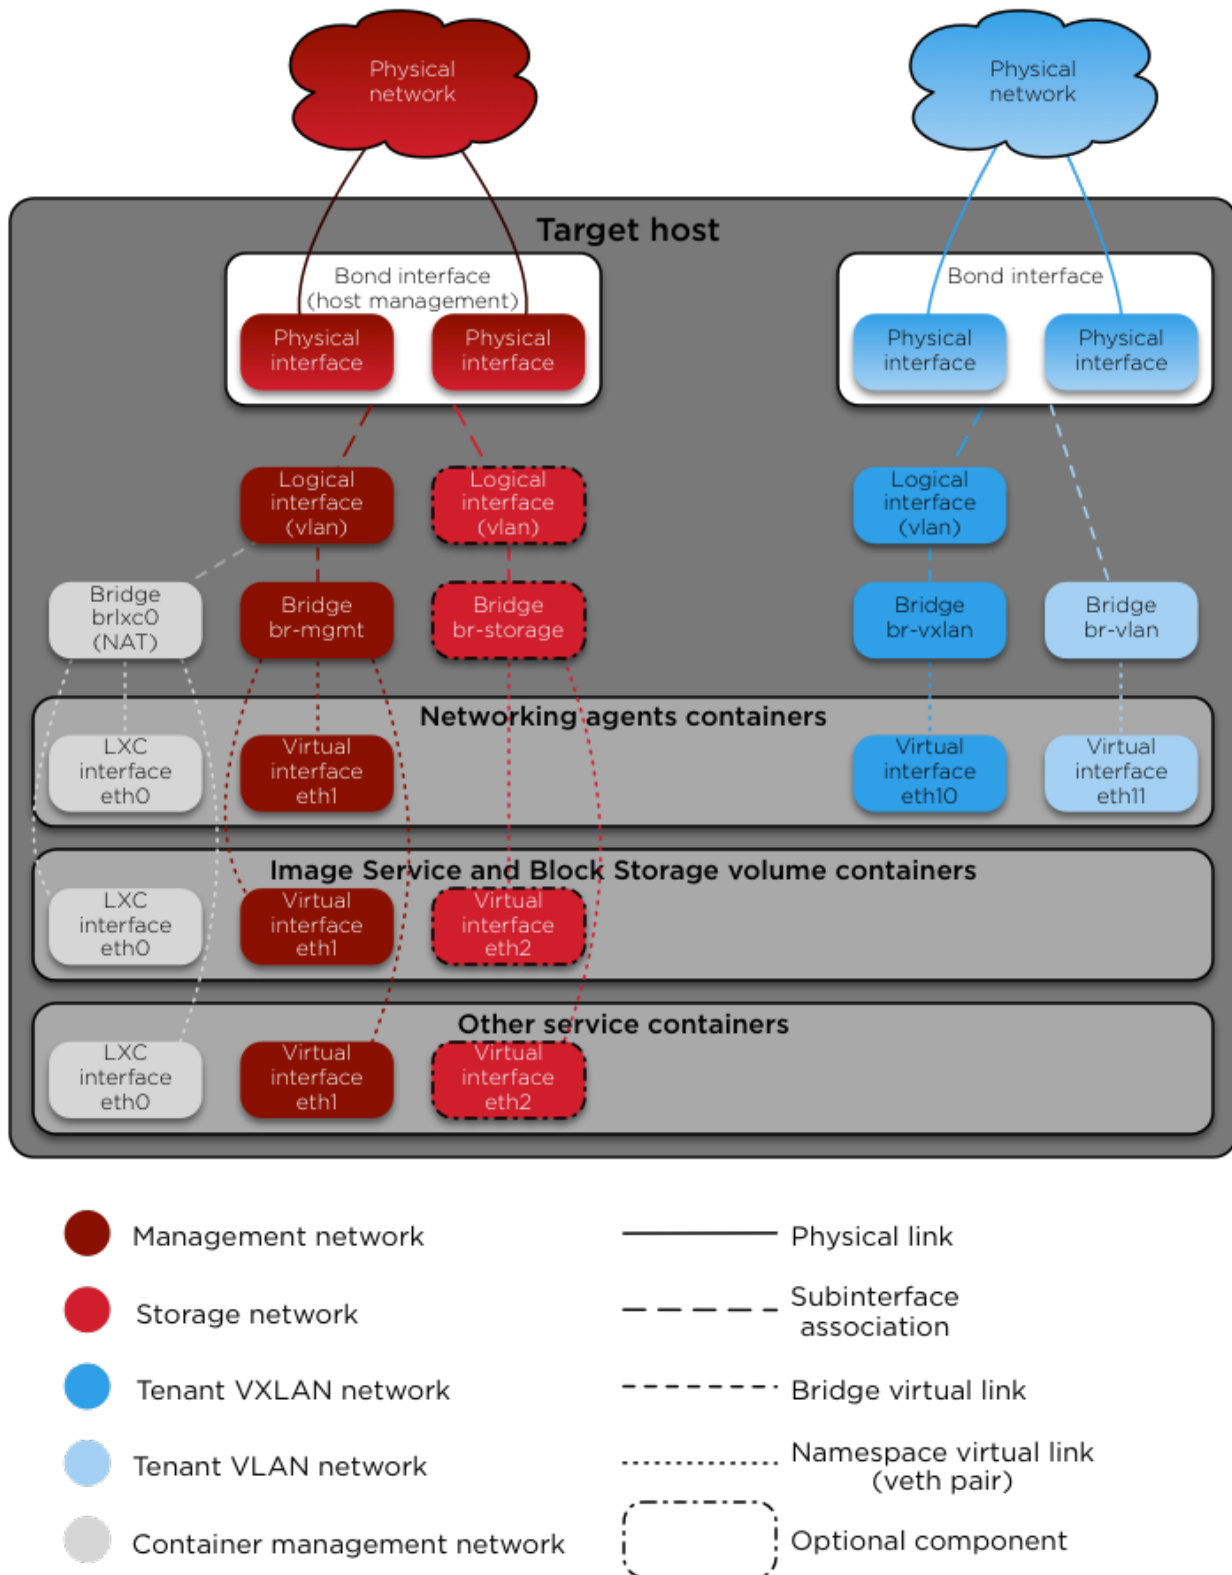 Physical
network
Physical
network
Target host
Bond interface
(host management)
Physical
interface
Physical
interface
Bond interface
Physical
interface
Physical
interface
Logical
interface
(vlan)
Logical
interface
(vlan)
Logical
interface
(vlan)
Bridge
brlxc0
(NAT)
Bridge
br-mgmt
Bridge
br-storage
Bridge
br-vxlan
Bridge
br-vlan
Networking agents containers
LXC
interface
eth0
Virtual
interface
eth1
Virtual
interface
eth10
Virtual
interface
eth11
Image Service and Block Storage volume containers
LXC
interface
eth0
Virtual
interface
eth1
Virtual
interface
eth2
Other service containers
LXC
interface
eth0
Virtual
interface
eth1
Virtual
interface
eth2
Management network
Storage network
Tenant VXLAN network
Tenant VLAN network
Container management network
Physical link
Subinterface
association
Bridge virtual link
Namespace virtual link
(veth pair)
Optional component